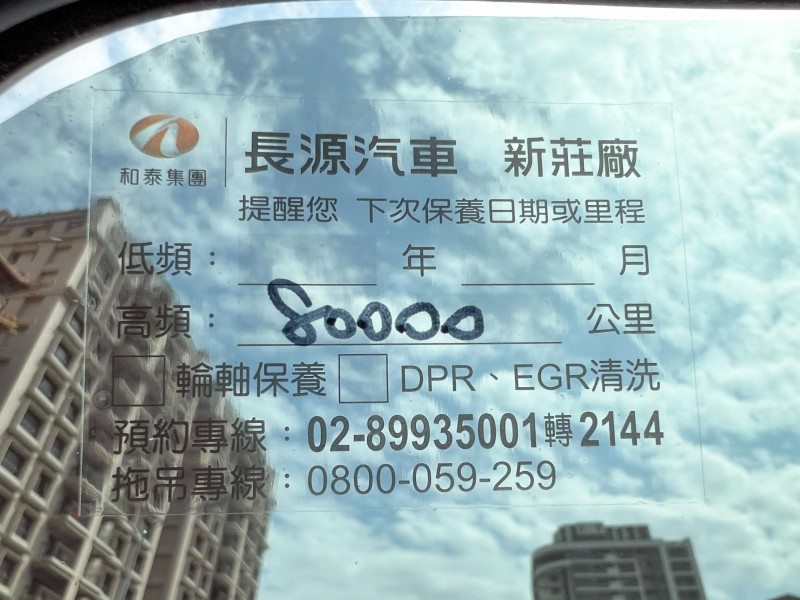 和泰集團
長源汽車 新莊廠
提醒您 下次保養日期或里程
低頻： 年 月
高頻： 80000 公里
輪軸保養 DPR、EGR清洗
預約專線：02-89935001轉2144
拖吊專線：0800-059-259